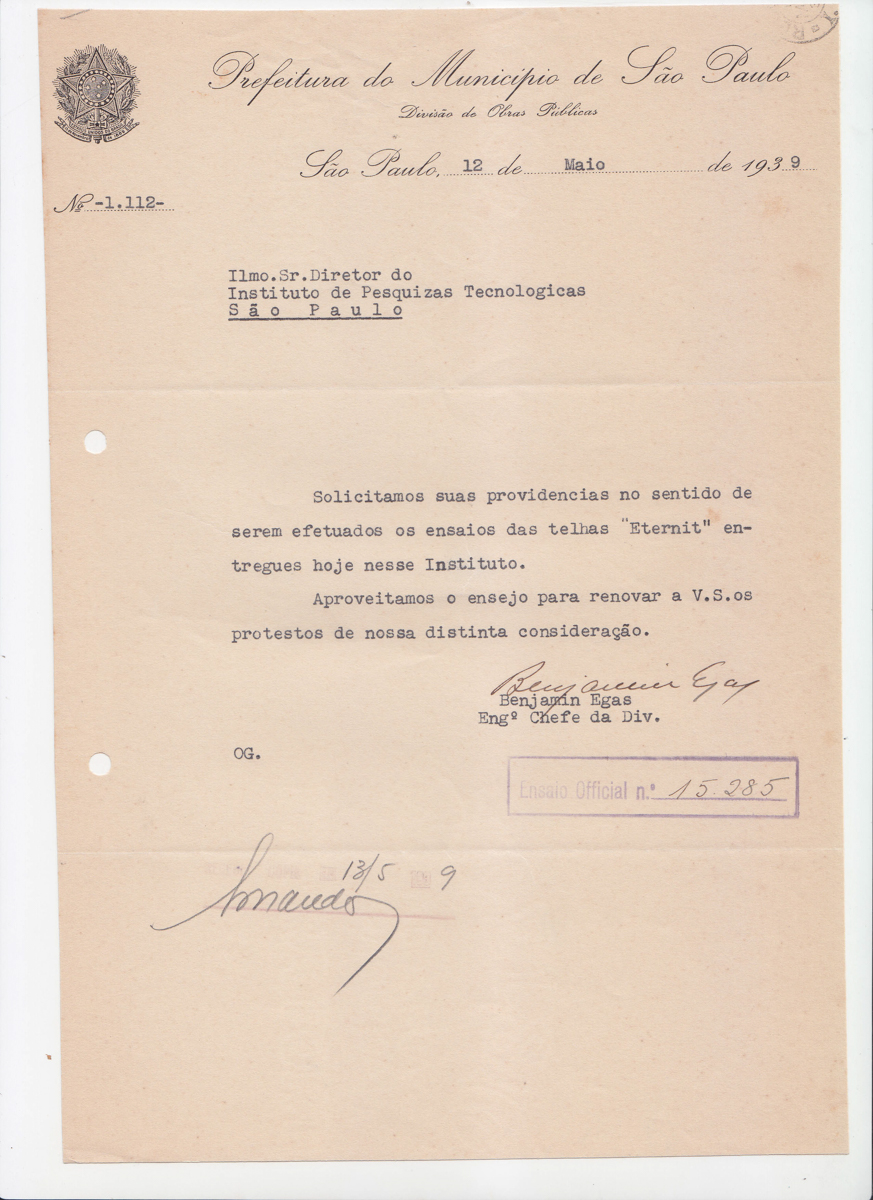 Prefeitura do Município de São Paulo
Divisão de Obras Públicas
São Paulo, 12 de Maio de 1939
Nº -1.112-
Ilmo.Sr.Diretor do
Instituto de Pesquizas Tecnologicas
São Paulo
Solicitamos suas providencias no sentido de
serem efetuados os ensaios das telhas "Eternit" en-
tregues hoje nesse Instituto.
Aproveitamos o ensejo para renovar a V.S.os
protestos de nossa distinta consideração.
Benjamin Egas
Benjamin Egas
Engº Chefe da Div.
OG.
Ensaio Official n.º 15.285
13/5 9